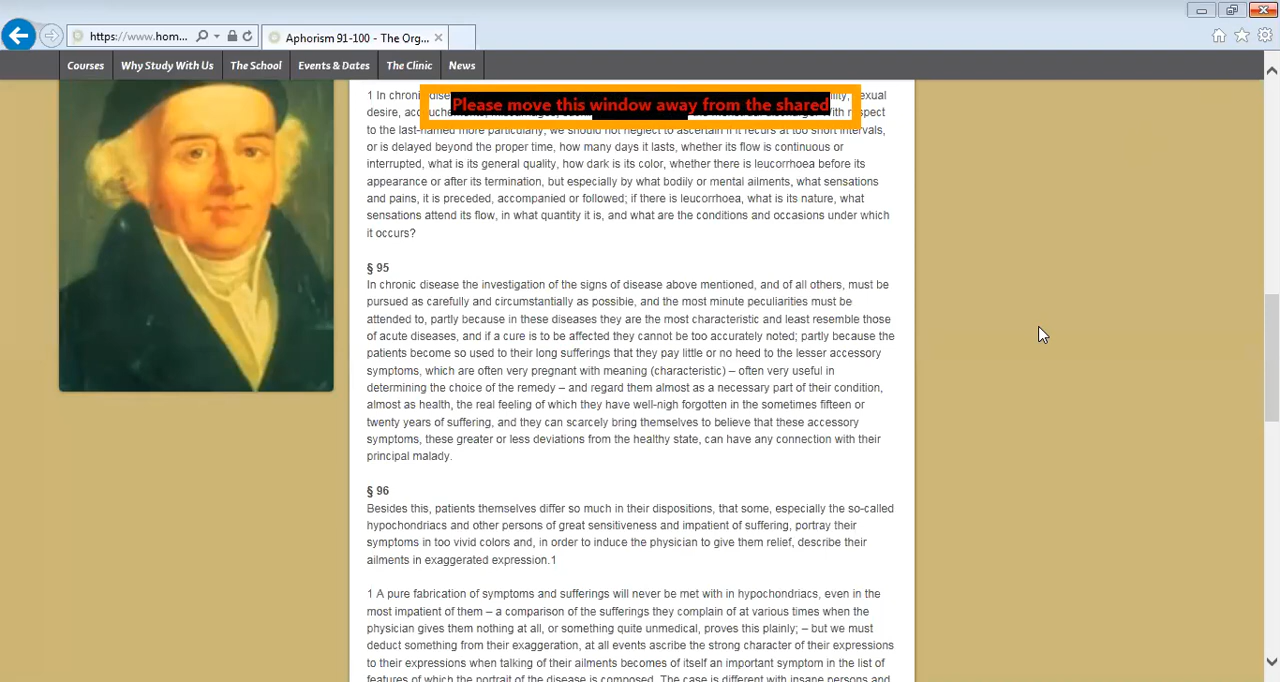 https://www.hom...
Aphorism 91-100 - The Org...
Courses
Why Study With Us
The School
Events & Dates
The Clinic
News
Please move this window away from the shared
1 In chronic sexual
desire, respect
to the last-named more particularly, we should not neglect to ascertain if it recurs at too short intervals,
or is delayed beyond the proper time, how many days it lasts, whether its flow is continuous or
interrupted, what is its general quality, how dark is its color, whether there is leucorrhoea before its
appearance or after its termination, but especially by what bodily or mental ailments, what sensations
and pains, it is preceded, accompanied or followed; if there is leucorrhoea, what is its nature, what
sensations attend its flow, in what quantity it is, and what are the conditions and occasions under which
it occurs?
§ 95
In chronic disease the investigation of the signs of disease above mentioned, and of all others, must be
pursued as carefully and circumstantially as possible, and the most minute peculiarities must be
attended to, partly because in these diseases they are the most characteristic and least resemble those
of acute diseases, and if a cure is to be affected they cannot be too accurately noted; partly because the
patients become so used to their long sufferings that they pay little or no heed to the lesser accessory
symptoms, which are often very pregnant with meaning (characteristic) – often very useful in
determining the choice of the remedy – and regard them almost as a necessary part of their condition,
almost as health, the real feeling of which they have well-nigh forgotten in the sometimes fifteen or
twenty years of suffering, and they can scarcely bring themselves to believe that these accessory
symptoms, these greater or less deviations from the healthy state, can have any connection with their
principal malady.
§ 96
Besides this, patients themselves differ so much in their dispositions, that some, especially the so-called
hypochondriacs and other persons of great sensitiveness and impatient of suffering, portray their
symptoms in too vivid colors and, in order to induce the physician to give them relief, describe their
ailments in exaggerated expression.1
1 A pure fabrication of symptoms and sufferings will never be met with in hypochondriacs, even in the
most impatient of them – a comparison of the sufferings they complain of at various times when the
physician gives them nothing at all, or something quite unmedical, proves this plainly; – but we must
deduct something from their exaggeration, at all events ascribe the strong character of their expressions
to their expressions when talking of their ailments becomes of itself an important symptom in the list of
features of which the portrait of the disease is composed. The case is different with insane persons and